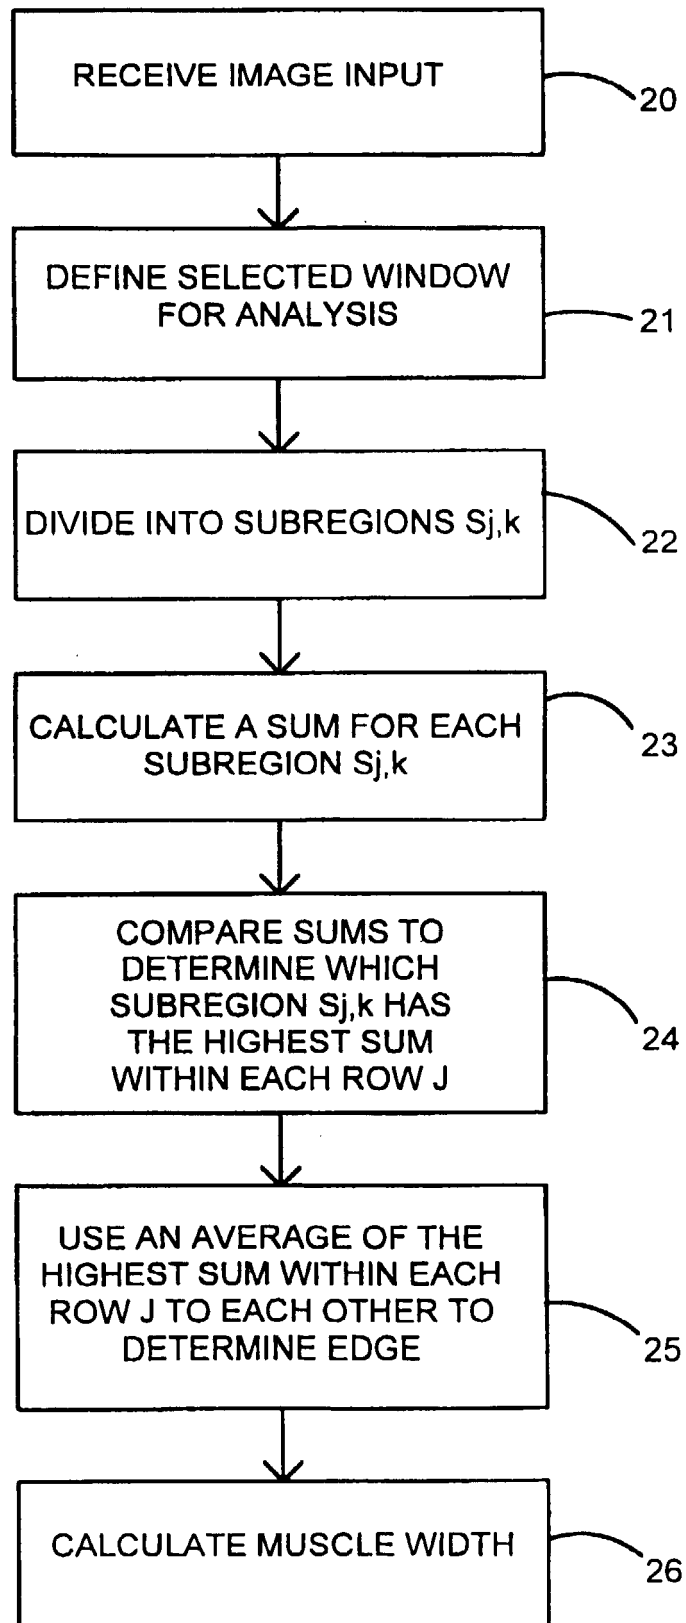 RECEIVE IMAGE INPUT
20
DEFINE SELECTED WINDOW
FOR ANALYSIS
21
DIVIDE INTO SUBREGIONS Sj,k
22
CALCULATE A SUM FOR EACH
SUBREGION Sj,k
23
COMPARE SUMS TO
DETERMINE WHICH
SUBREGION Sj,k HAS
THE HIGHEST SUM
WITHIN EACH ROW J
24
USE AN AVERAGE OF THE
HIGHEST SUM WITHIN EACH
ROW J TO EACH OTHER TO
DETERMINE EDGE
25
CALCULATE MUSCLE WIDTH
26